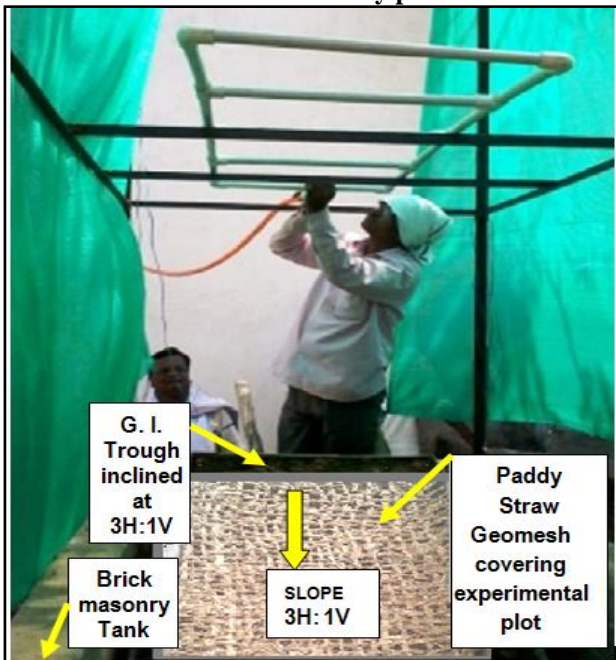 G. I.
Trough
inclined
at
3H:1V
Brick
masonry
Tank
SLOPE
3H: 1V
Paddy
Straw
Geomesh
covering
experimental
plot